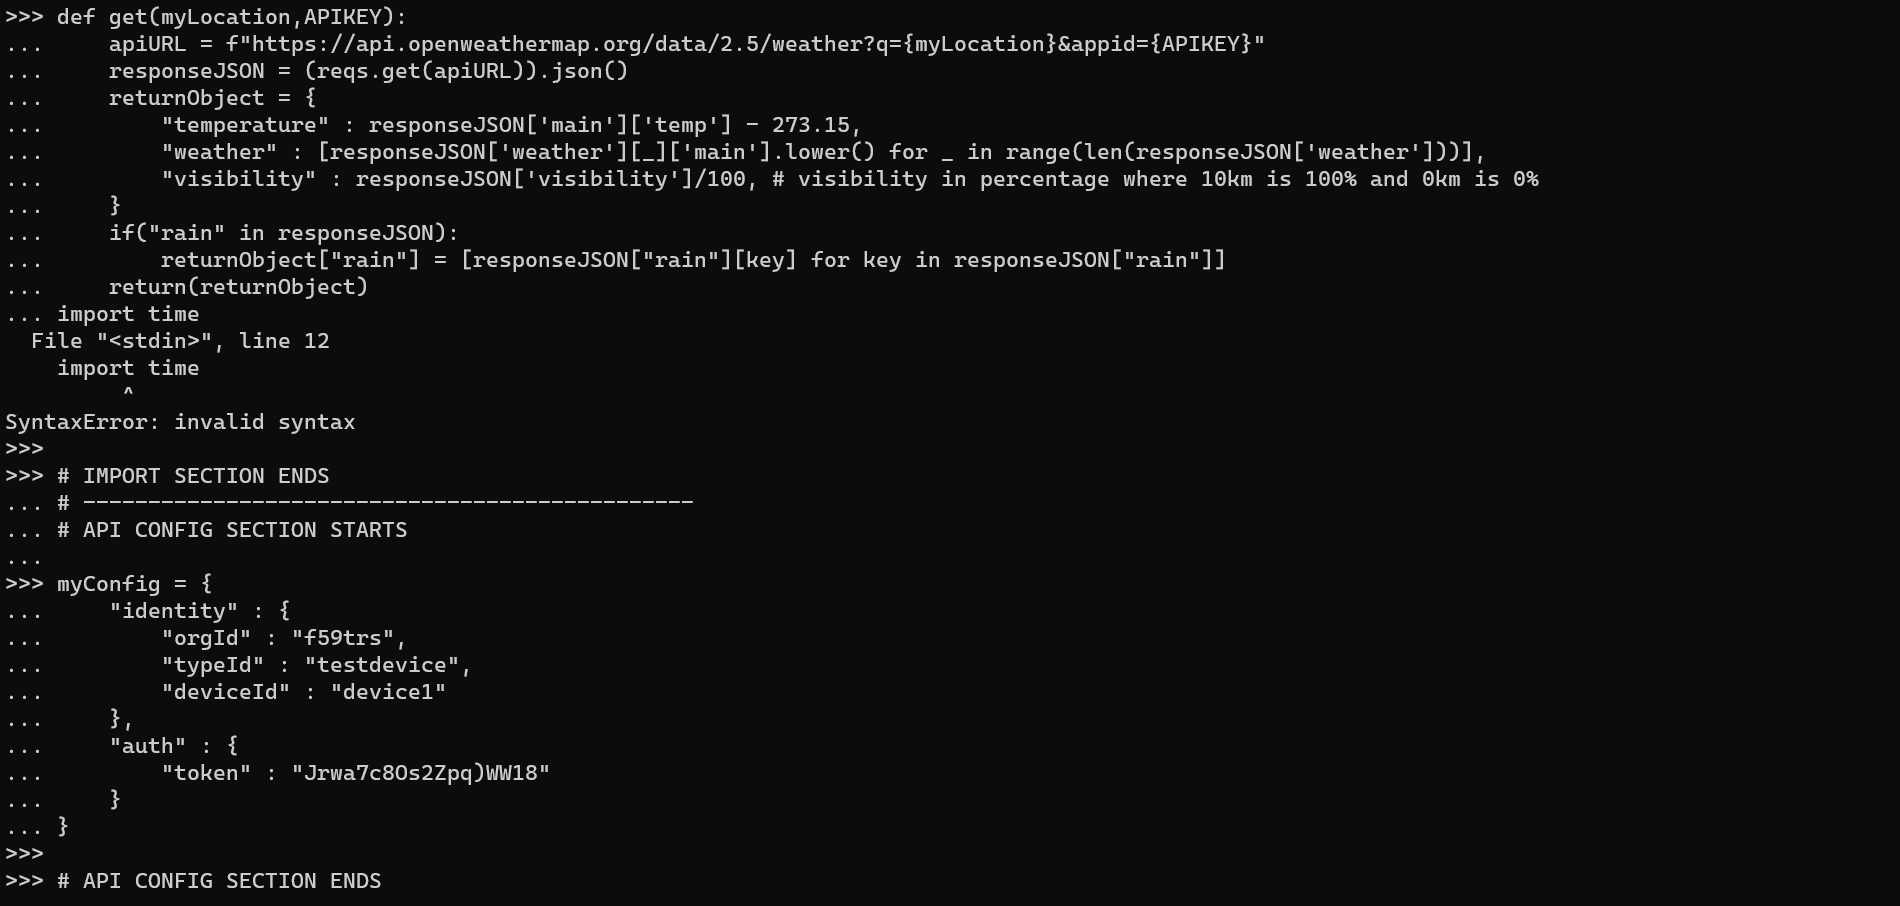 >>> def get(myLocation,APIKEY):
...     apiURL = f"https://api.openweathermap.org/data/2.5/weather?q={myLocation}&appid={APIKEY}"
...     responseJSON = (reqs.get(apiURL)).json()
...     returnObject = {
...         "temperature" : responseJSON['main']['temp'] - 273.15,
...         "weather" : [responseJSON['weather'][_]['main'].lower() for _ in range(len(responseJSON['weather']))],
...         "visibility" : responseJSON['visibility']/100, # visibility in percentage where 10km is 100% and 0km is 0%
...     }
...     if("rain" in responseJSON):
...         returnObject["rain"] = [responseJSON["rain"][key] for key in responseJSON["rain"]]
...     return(returnObject)
... import time
  File "<stdin>", line 12
    import time
         ^
SyntaxError: invalid syntax
>>>
>>> # IMPORT SECTION ENDS
... # -----------------------------------------------
... # API CONFIG SECTION STARTS
...
>>> myConfig = {
...     "identity" : {
...         "orgId" : "f59trs",
...         "typeId" : "testdevice",
...         "deviceId" : "device1"
...     },
...     "auth" : {
...         "token" : "Jrwa7c8Os2Zpq)WW18"
...     }
... }
>>>
>>> # API CONFIG SECTION ENDS